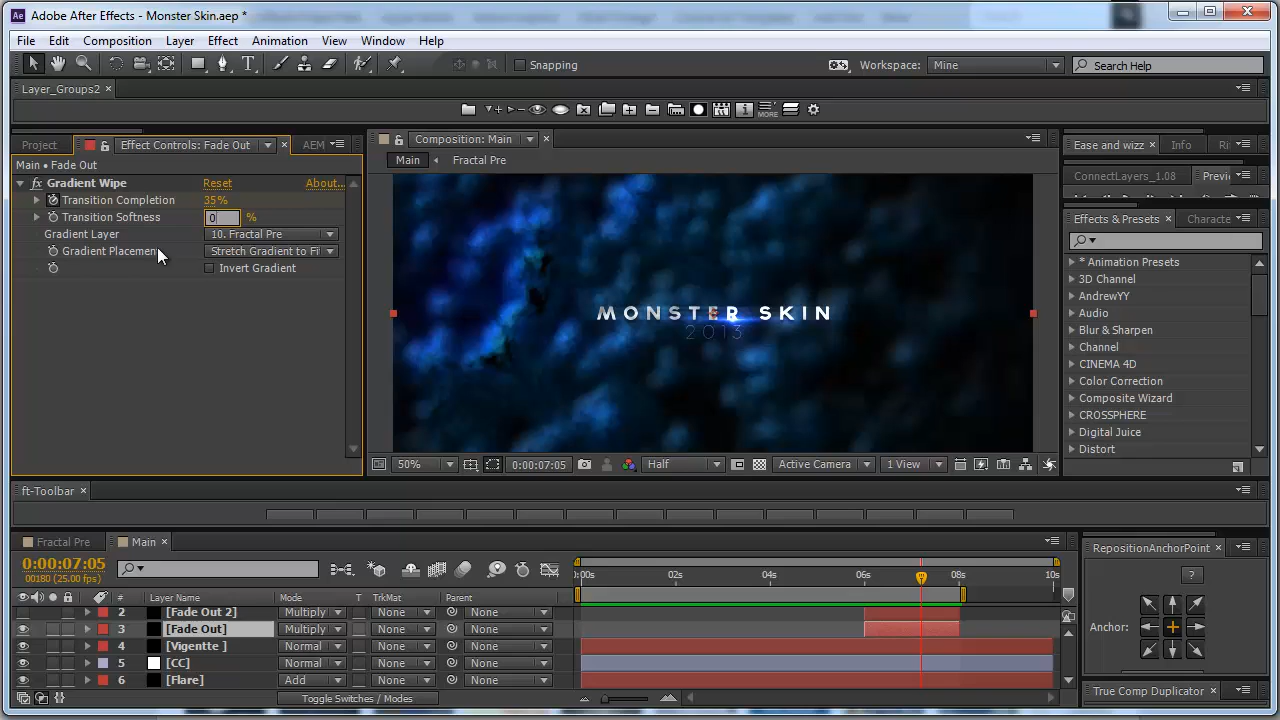 Adobe After Effects - Monster Skin.aep *
File Edit Composition Layer Effect Animation View Window Help
Snapping Workspace: Mine Search Help
Layer_Groups2
MORE
Project Effect Controls: Fade Out AEM
Main • Fade Out
fx Gradient Wipe Reset About...
Transition Completion 35%
Transition Softness 0 %
Gradient Layer 10. Fractal Pre
Gradient Placemen Stretch Gradient to Fi
Invert Gradient
Composition: Main
Main Fractal Pre
MONSTER SKIN
2013
50% 0:00:07:05 Half Active Camera 1 View
Ease and wizz Info Ri
ConnectLayers_1.08 Previ
Effects & Presets Characte
* Animation Presets
3D Channel
AndrewYY
Audio
Blur & Sharpen
Channel
CINEMA 4D
Color Correction
Composite Wizard
CROSSPHERE
Digital Juice
Distort
ft-Toolbar
Fractal Pre Main
0:00:07:05
00180 (25.00 fps)
# Layer Name Mode T TrkMat Parent
:00s 02s 04s 06s 08s 10s
2 [Fade Out 2] Multiply None None
3 [Fade Out] Multiply None None
4 [Vigentte ] Normal None None
5 [CC] Normal None None
6 [Flare] Add None None
Toggle Switches / Modes
RepositionAnchorPoint
?
Anchor:
True Comp Duplicator